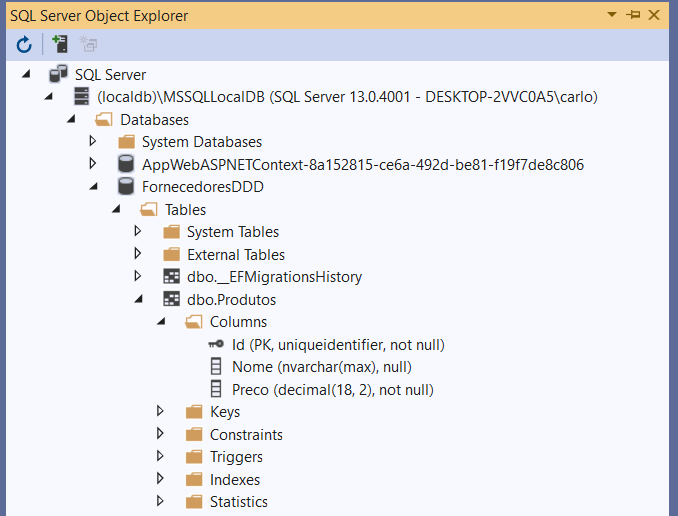 SQL Server Object Explorer
SQL Server
(localdb)\MSSQLLocalDB (SQL Server 13.0.4001 - DESKTOP-2VVC0A5\carlo)
Databases
System Databases
AppWebASPNETContext-8a152815-ce6a-492d-be81-f19f7de8c806
FornecedoresDDD
Tables
System Tables
External Tables
dbo.__EFMigrationsHistory
dbo.Produtos
Columns
Id (PK, uniqueidentifier, not null)
Nome (nvarchar(max), null)
Preco (decimal(18, 2), not null)
Keys
Constraints
Triggers
Indexes
Statistics